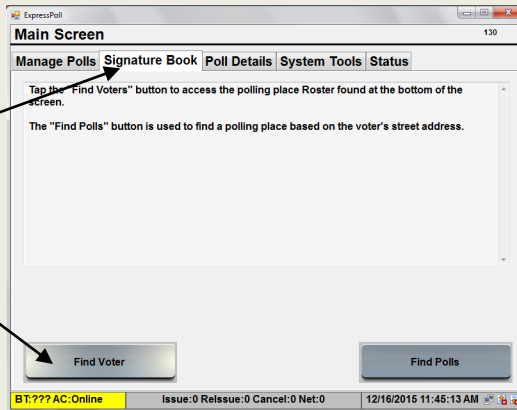 ExpressPoll
Main Screen 130
Manage Polls Signature Book Poll Details System Tools Status
Tap the "Find Voters" button to access the polling place Roster found at the bottom of the
screen.
The "Find Polls" button is used to find a polling place based on the voter's street address.
Find Voter Find Polls
BT:??? AC:Online Issue:0 ReIssue:0 Cancel:0 Net:0 12/16/2015 11:45:13 AM